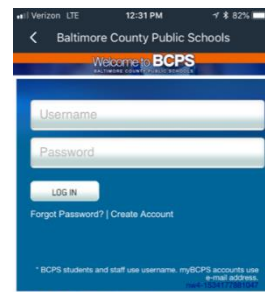 Verizon LTE 12:31 PM 82%
Baltimore County Public Schools
Welcome to BCPS
BALTIMORE COUNTY PUBLIC SCHOOLS
Username
Password
LOG IN
Forgot Password? | Create Account
* BCPS students and staff use username. myBCPS accounts use
e-mail address.